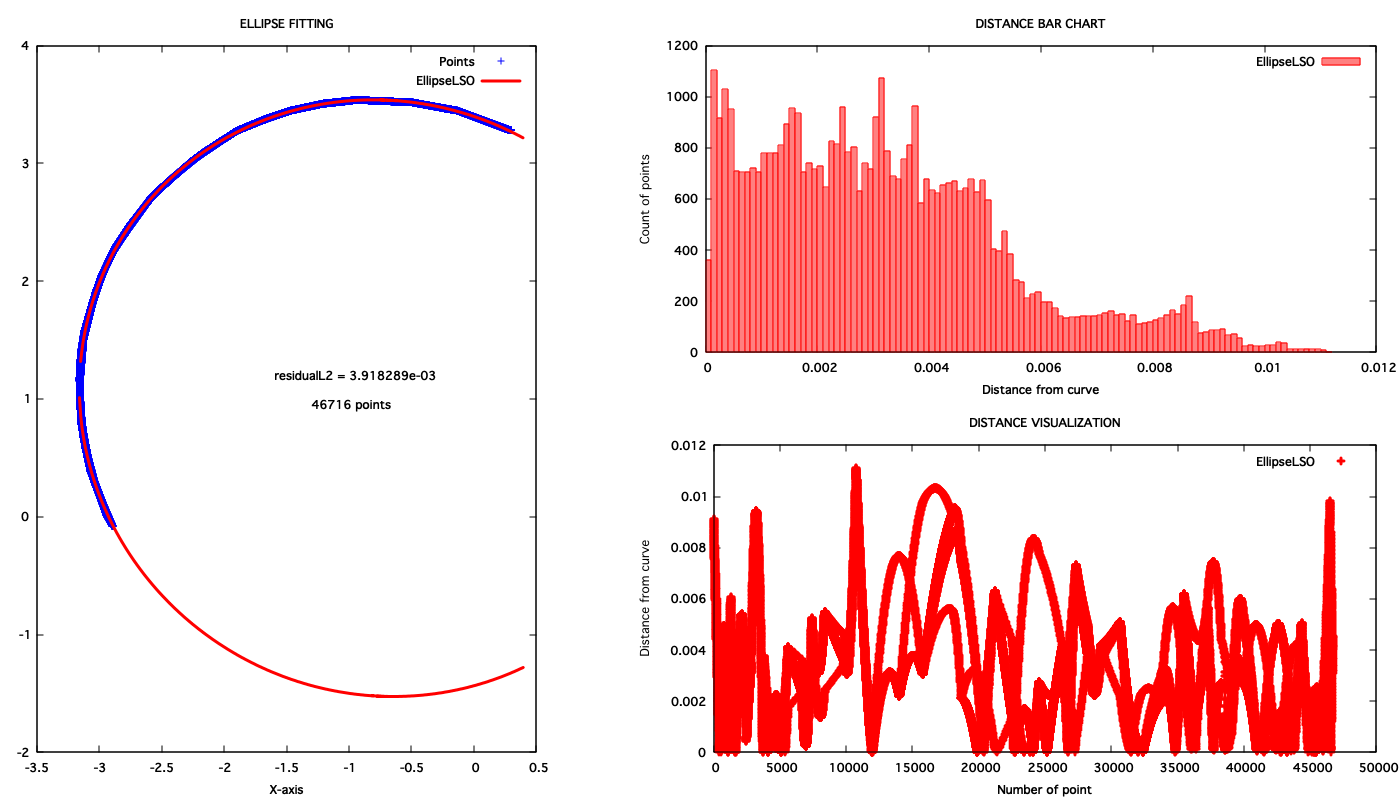 ELLIPSE FITTING
4
3
2
1
0
-1
-2
Points
EllipseLSO
residualL2 = 3.918289e-03
46716 points
-3.5 -3 -2.5 -2 -1.5 -1 -0.5 0 0.5
X-axis
DISTANCE BAR CHART
1200
1000
800
600
400
200
0
Count of points
EllipseLSO
0 0.002 0.004 0.006 0.008 0.01 0.012
Distance from curve
DISTANCE VISUALIZATION
0.012
0.01
0.008
0.006
0.004
0.002
0
Distance from curve
EllipseLSO
0 5000 10000 15000 20000 25000 30000 35000 40000 45000 50000
Number of point